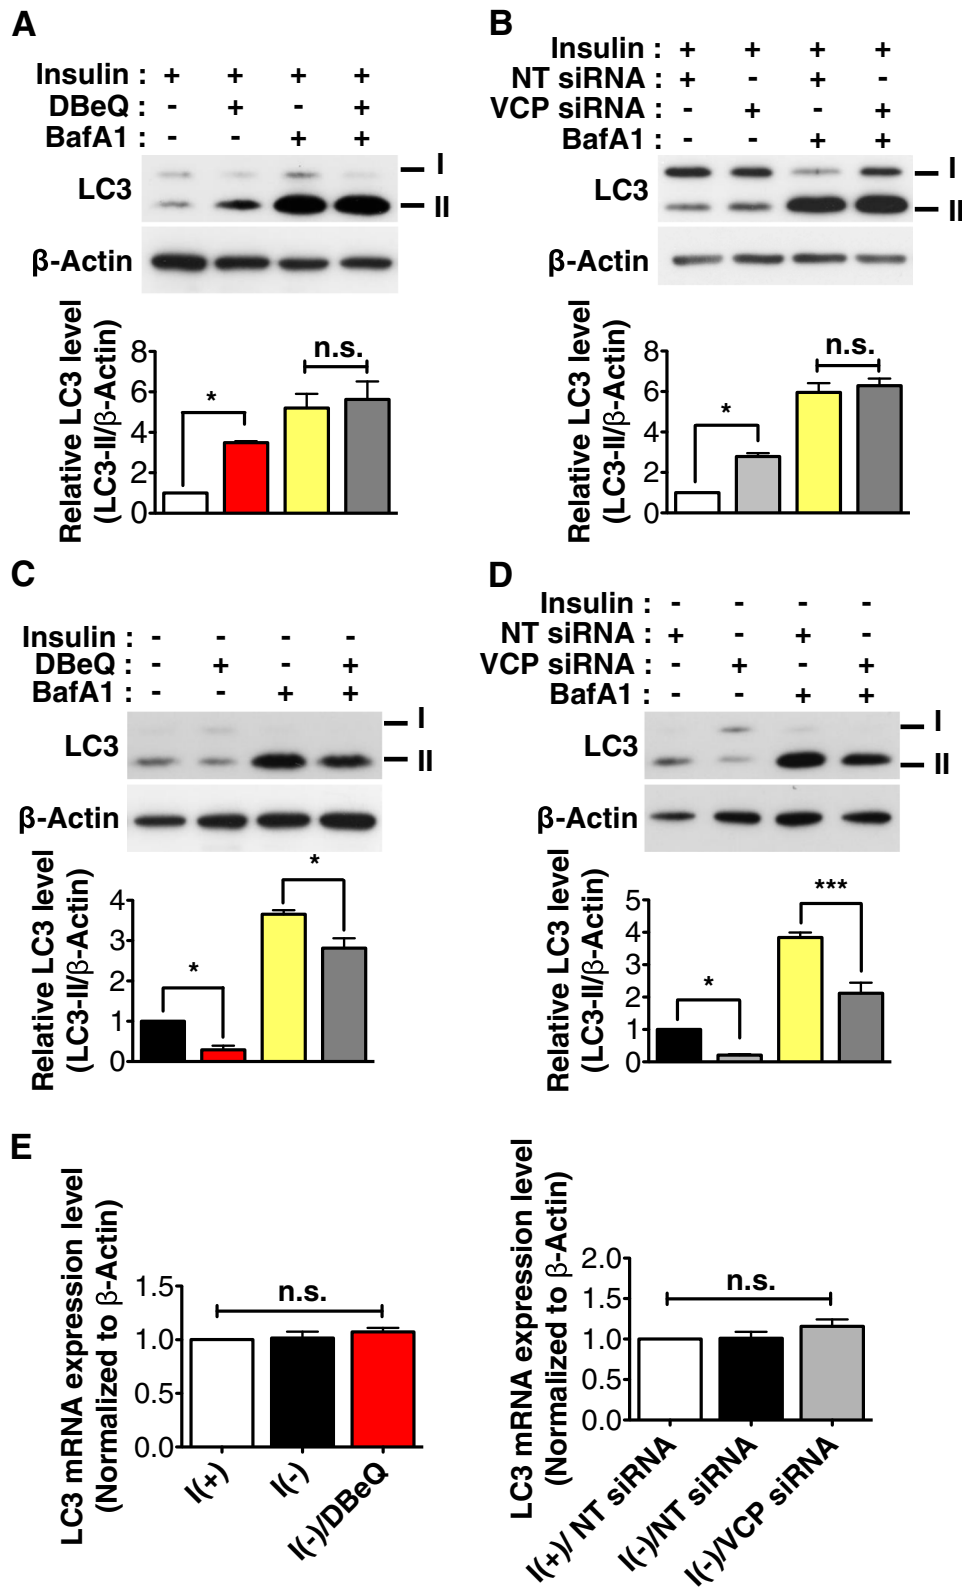 A
Insulin : + + + +
DBeQ : - + - +
BafA1 : - - + +
LC3
I
II
β-Actin
Relative LC3 level
(LC3-II/β-Actin)
8
6
4
2
0
*
n.s.
B
Insulin : + + + +
NT siRNA : + - + -
VCP siRNA : - + - +
BafA1 : - - + +
LC3
I
II
β-Actin
Relative LC3 level
(LC3-II/β-Actin)
8
6
4
2
0
*
n.s.
C
Insulin : - - - -
DBeQ : - + - +
BafA1 : - - + +
LC3
I
II
β-Actin
Relative LC3 level
(LC3-II/β-Actin)
4
3
2
1
0
*
*
D
Insulin : - - - -
NT siRNA : + - + -
VCP siRNA : - + - +
BafA1 : - - + +
LC3
I
II
β-Actin
Relative LC3 level
(LC3-II/β-Actin)
5
4
3
2
1
0
*
***
E
LC3 mRNA expression level
(Normalized to β-Actin)
1.5
1.0
0.5
0.0
n.s.
I(+)
I(-)
I(-)/DBeQ
LC3 mRNA expression level
(Normalized to β-Actin)
2.0
1.5
1.0
0.5
0.0
n.s.
I(+)/ NT siRNA
I(-)/NT siRNA
I(-)/VCP siRNA